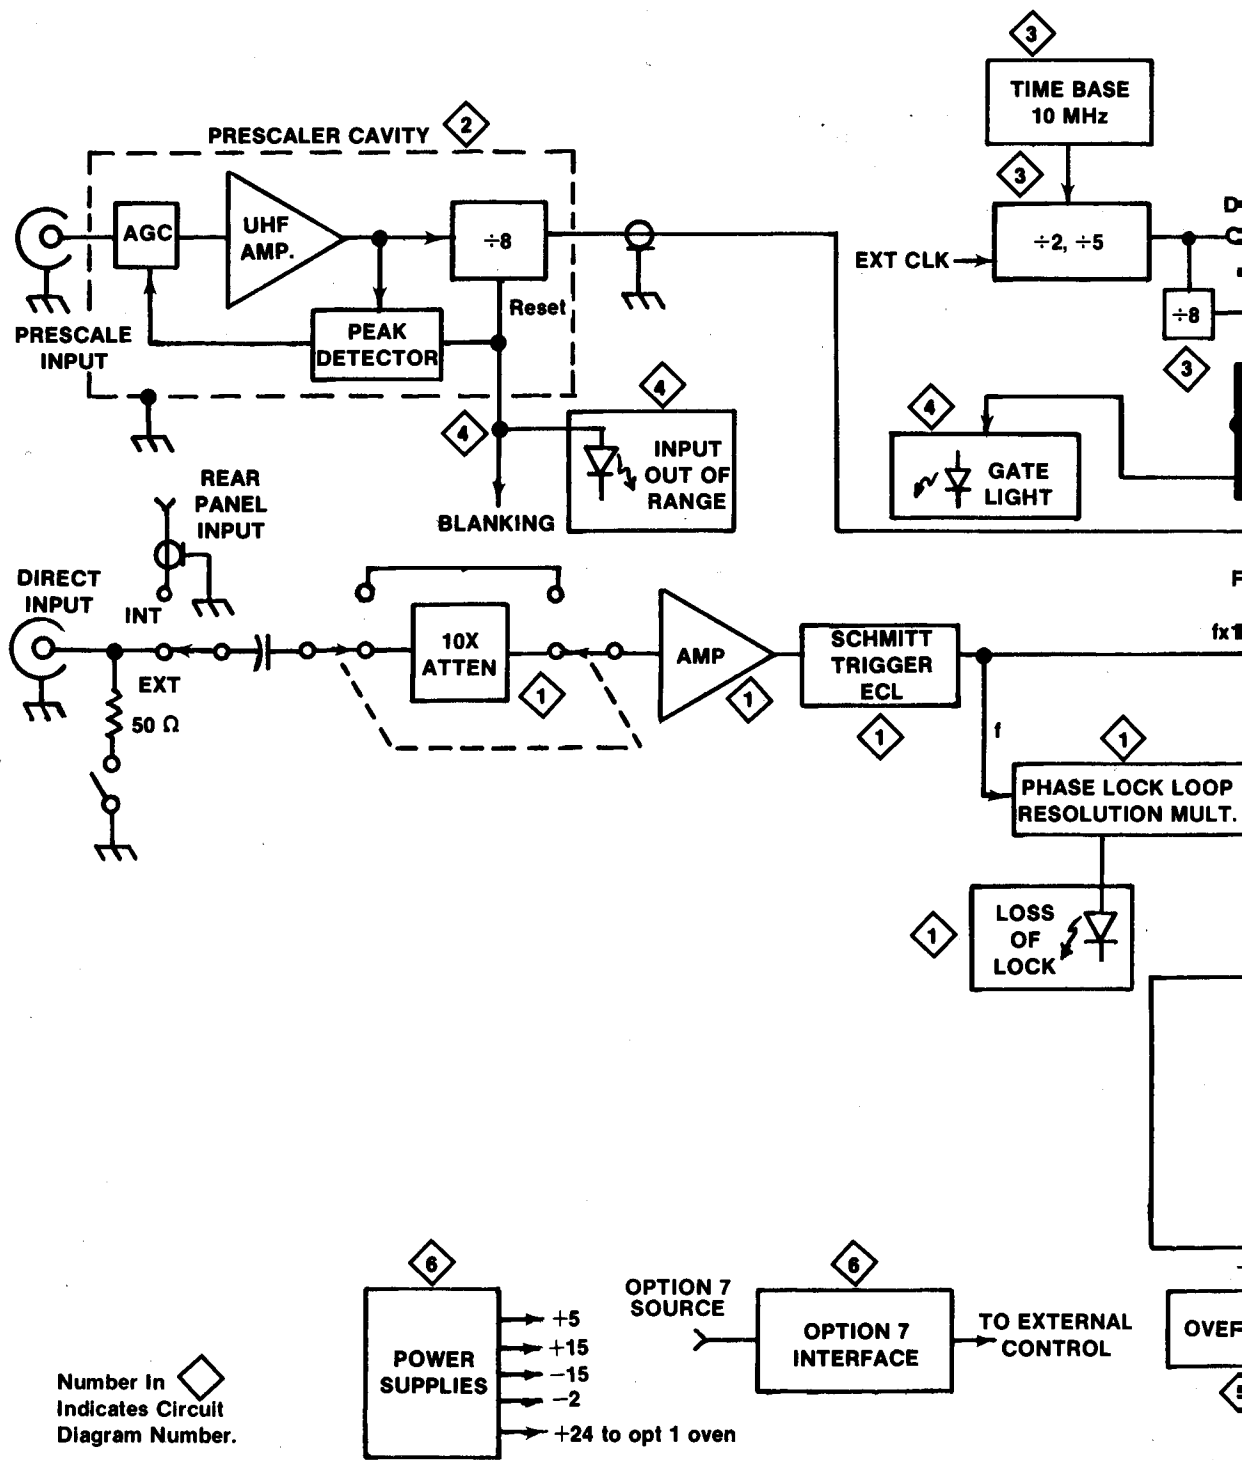 3
TIME BASE
10 MHz
PRESCALER CAVITY
2
3
AGC
UHF
AMP.
÷8
÷2, ÷5
D
C
EXT CLK
PRESCALE
INPUT
PEAK
DETECTOR
Reset
÷8
3
4
4
INPUT
OUT OF
RANGE
BLANKING
4
GATE
LIGHT
REAR
PANEL
INPUT
DIRECT
INPUT
INT
EXT
50 Ω
10X
ATTEN
1
AMP
1
SCHMITT
TRIGGER
ECL
1
F
fx1
f
1
PHASE LOCK LOOP
RESOLUTION MULT.
1
LOSS
OF
LOCK
6
POWER
SUPPLIES
+5
+15
−15
−2
+24 to opt 1 oven
OPTION 7
SOURCE
6
OPTION 7
INTERFACE
TO EXTERNAL
CONTROL
OVEF
5
Number In
Indicates Circuit
Diagram Number.